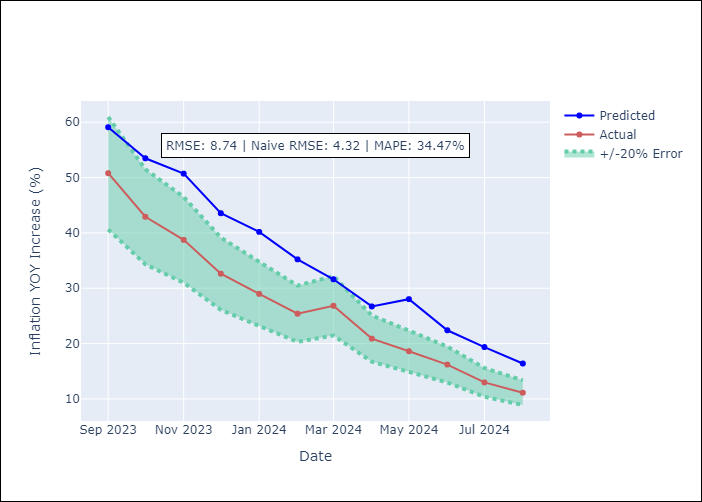 RMSE: 8.74 | Naive RMSE: 4.32 | MAPE: 34.47%
Predicted
Actual
+/-20% Error
Inflation YOY Increase (%)
60
50
40
30
20
10
Sep 2023 Nov 2023 Jan 2024 Mar 2024 May 2024 Jul 2024
Date